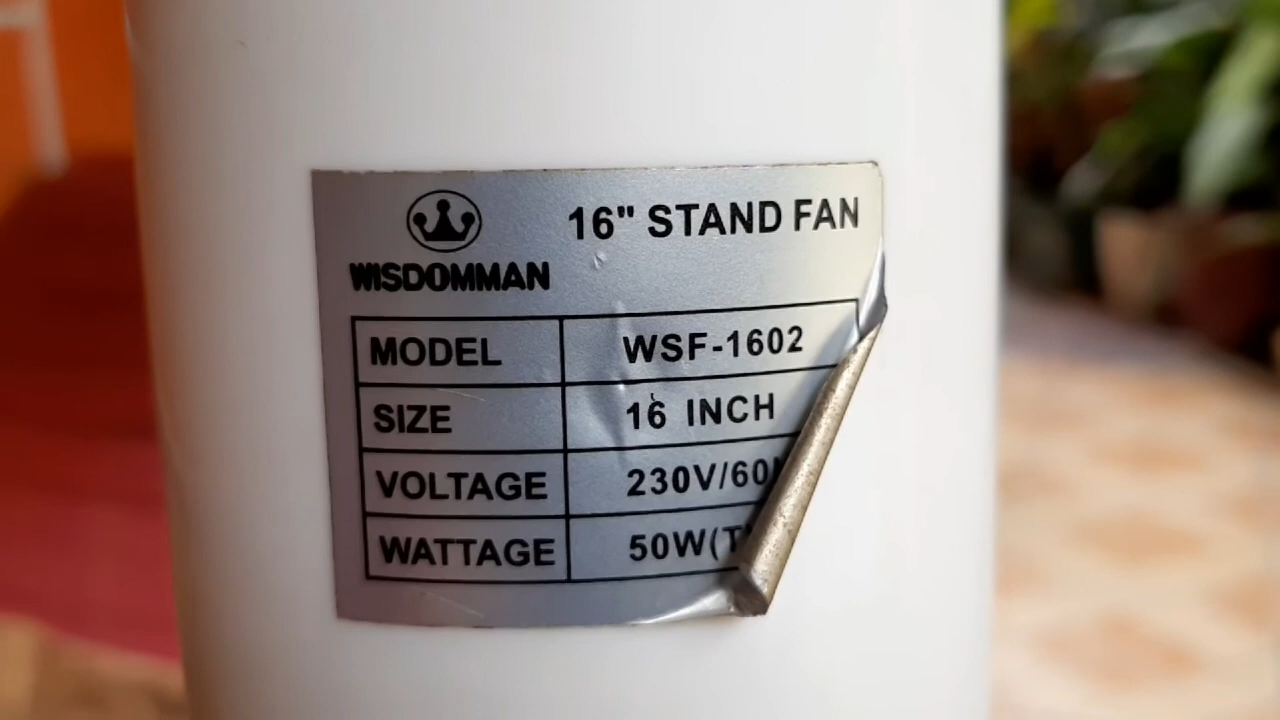 16" STAND FAN
WISDOMMAN
MODEL WSF-1602
SIZE 16 INCH
VOLTAGE 230V/60
WATTAGE 50W(T